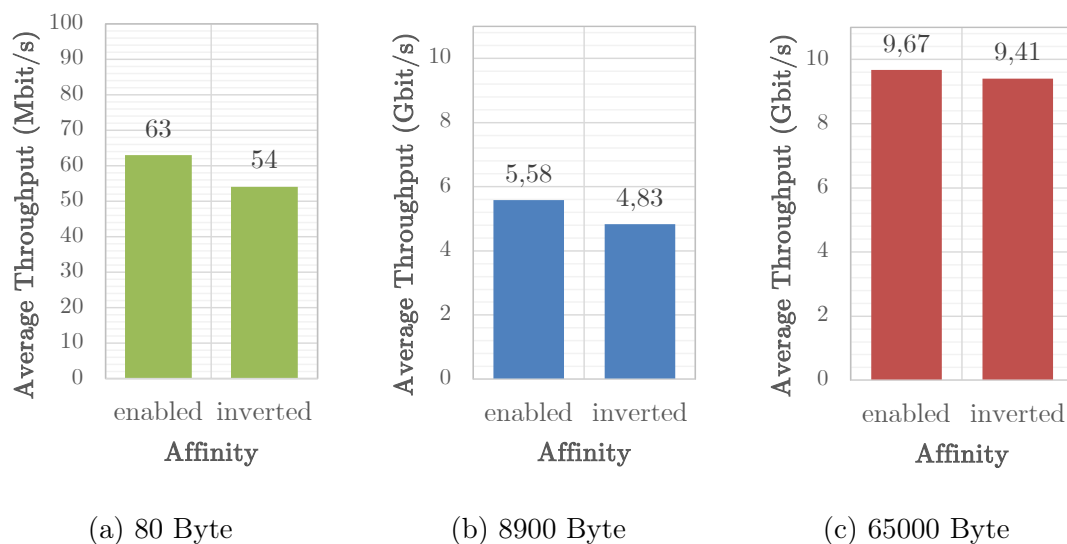 Average Throughput (Mbit/s)
100
90
80
70
60
50
40
30
20
10
0
63
54
enabled inverted
Affinity
(a) 80 Byte
Average Throughput (Gbit/s)
10
8
6
4
2
0
5,58
4,83
enabled inverted
Affinity
(b) 8900 Byte
Average Throughput (Gbit/s)
10
8
6
4
2
0
9,67
9,41
enabled inverted
Affinity
(c) 65000 Byte